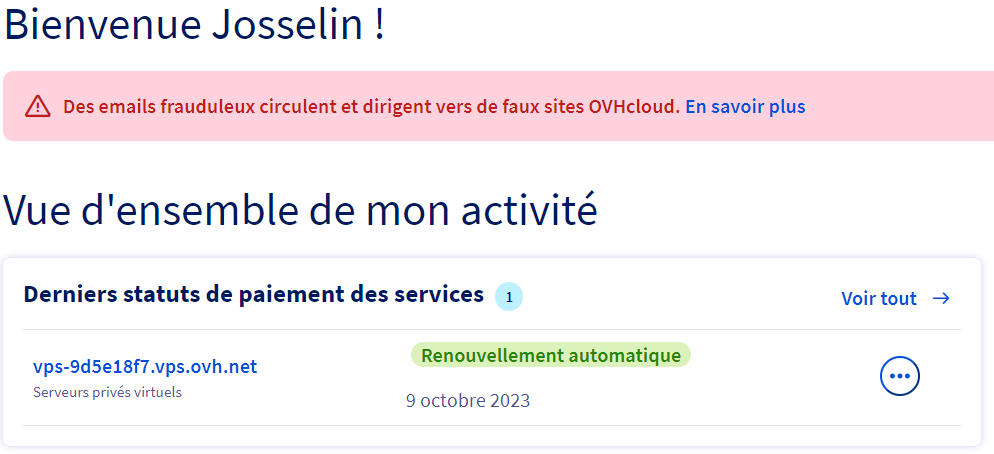 Bienvenue Josselin !
Des emails frauduleux circulent et dirigent vers de faux sites OVHcloud. En savoir plus
Vue d'ensemble de mon activité
Derniers statuts de paiement des services 1
Voir tout →
vps-9d5e18f7.vps.ovh.net
Renouvellement automatique
Serveurs privés virtuels
9 octobre 2023